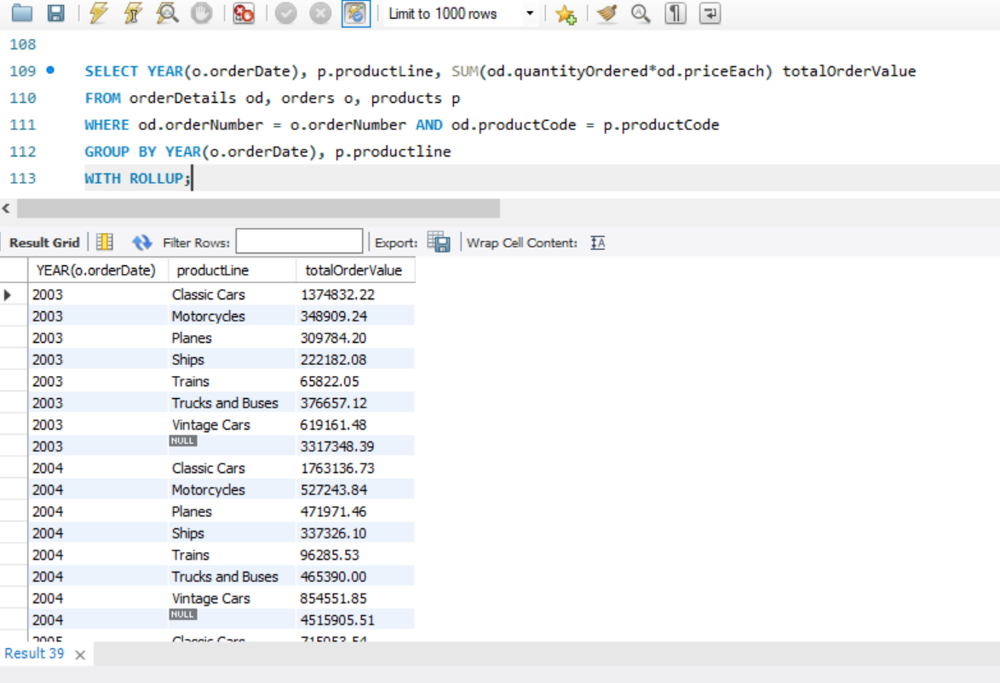 Limit to 1000 rows
108
109 SELECT YEAR(o.orderDate), p.productLine, SUM(od.quantityOrdered*od.priceEach) totalOrderValue
110 FROM orderDetails od, orders o, products p
111 WHERE od.orderNumber = o.orderNumber AND od.productCode = p.productCode
112 GROUP BY YEAR(o.orderDate), p.productline
113 WITH ROLLUP;
Result Grid Filter Rows: Export: Wrap Cell Content: IA
YEAR(o.orderDate) productLine totalOrderValue
2003 Classic Cars 1374832.22
2003 Motorcycles 348909.24
2003 Planes 309784.20
2003 Ships 222182.08
2003 Trains 65822.05
2003 Trucks and Buses 376657.12
2003 Vintage Cars 619161.48
2003 NULL 3317348.39
2004 Classic Cars 1763136.73
2004 Motorcycles 527243.84
2004 Planes 471971.46
2004 Ships 337326.10
2004 Trains 96285.53
2004 Trucks and Buses 465390.00
2004 Vintage Cars 854551.85
2004 NULL 4515905.51
2005 Classic Cars 715953.54
Result 39